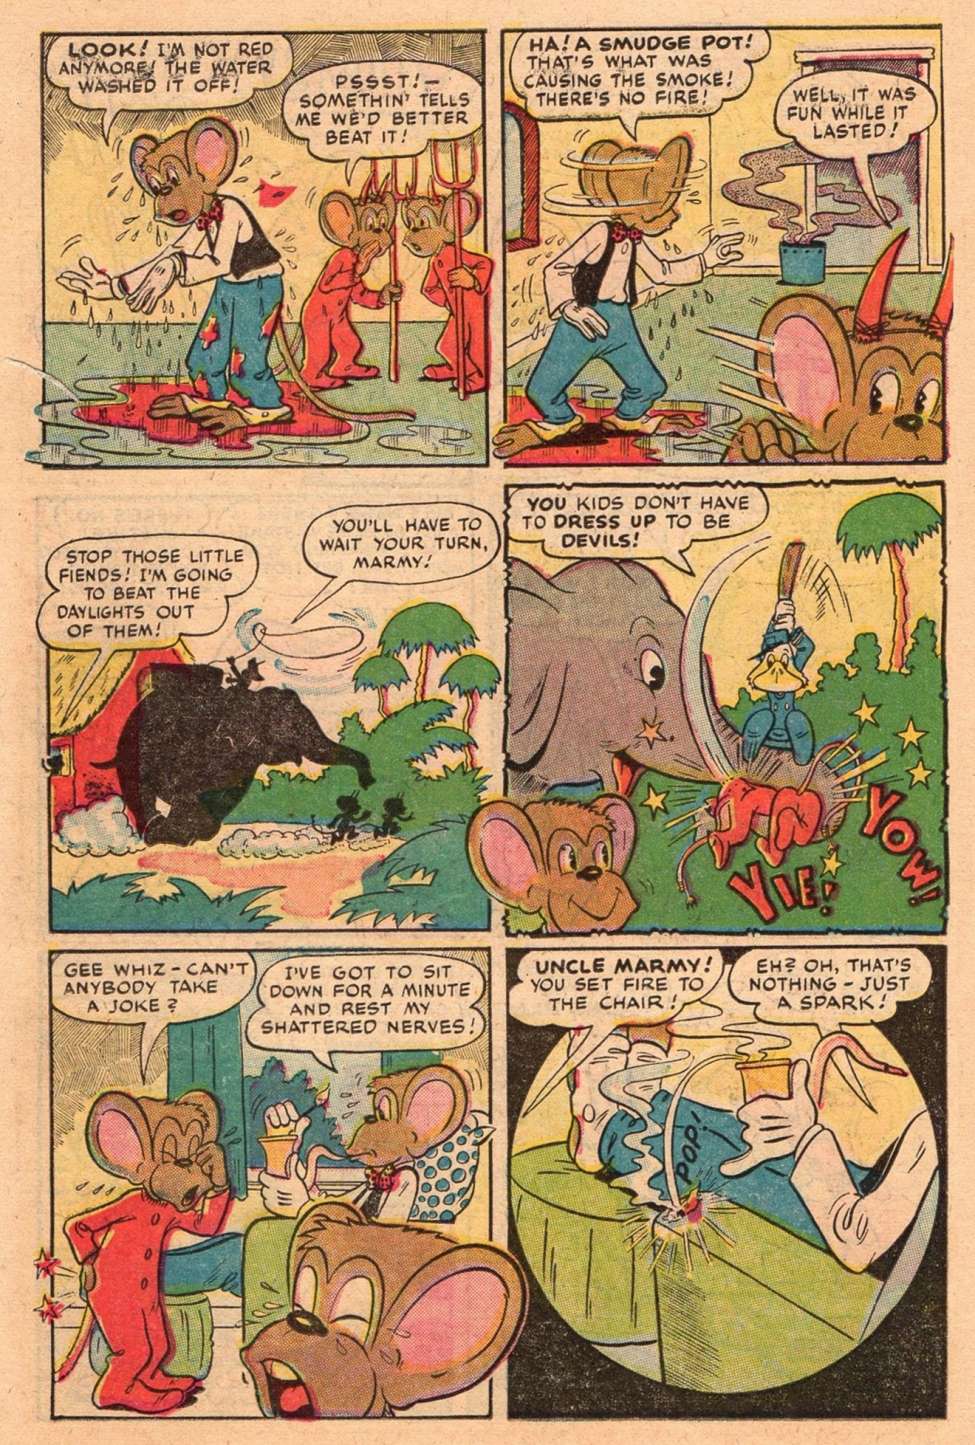 LOOK! I'M NOT RED
ANYMORE! THE WATER
WASHED IT OFF!
PSSST!—
SOMETHIN' TELLS
ME WE'D BETTER
BEAT IT!
HA! A SMUDGE POT!
THAT'S WHAT WAS
CAUSING THE SMOKE!
THERE'S NO FIRE!
WELL, IT WAS
FUN WHILE IT
LASTED!
STOP THOSE LITTLE
FIENDS! I'M GOING
TO BEAT THE
DAYLIGHTS OUT
OF THEM!
YOU'LL HAVE TO
WAIT YOUR TURN,
MARMY!
YOU KIDS DON'T HAVE
TO DRESS UP TO BE
DEVILS!
YIE!
YOW!
GEE WHIZ - CAN'T
ANYBODY TAKE
A JOKE?
I'VE GOT TO SIT
DOWN FOR A MINUTE
AND REST MY
SHATTERED NERVES!
UNCLE MARMY!
YOU SET FIRE TO
THE CHAIR!
EH? OH, THAT'S
NOTHING - JUST
A SPARK!
POP!